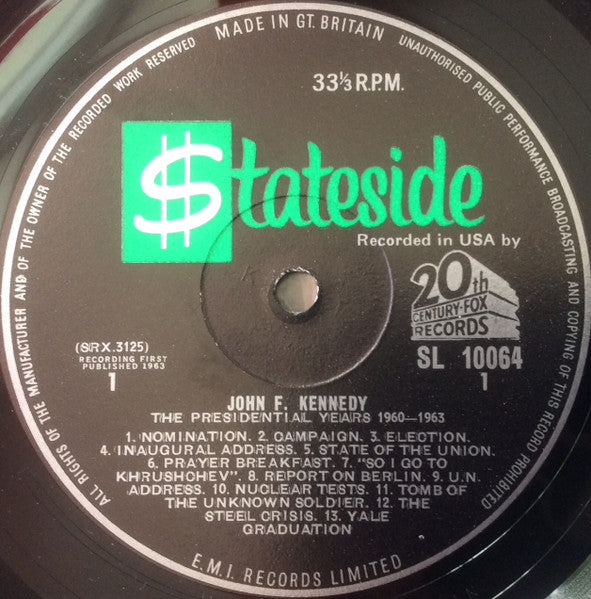 MADE IN GT. BRITAIN
UNAUTHORISED PUBLIC PERFORMANCE BROADCASTING AND COPYING OF THIS RECORD PROHIBITED
ALL RIGHTS OF THE MANUFACTURER AND OF THE OWNER OF THE RECORDED WORK RESERVED
33⅓ R.P.M.
$tateside
Recorded in USA by
20th
CENTURY-FOX
RECORDS
(SRX.3125)
RECORDING FIRST
PUBLISHED 1963
1
SL 10064
1
JOHN F. KENNEDY
THE PRESIDENTIAL YEARS 1960—1963
1. NOMINATION. 2. CAMPAIGN. 3. ELECTION.
4. INAUGURAL ADDRESS. 5. STATE OF THE UNION.
6. PRAYER BREAKFAST. 7. "SO I GO TO
KHRUSHCHEV". 8. REPORT ON BERLIN. 9. U.N.
ADDRESS. 10. NUCLEAR TESTS. 11. TOMB OF
THE UNKNOWN SOLDIER. 12. THE
STEEL CRISIS. 13. YALE
GRADUATION
E.M.I. RECORDS LIMITED